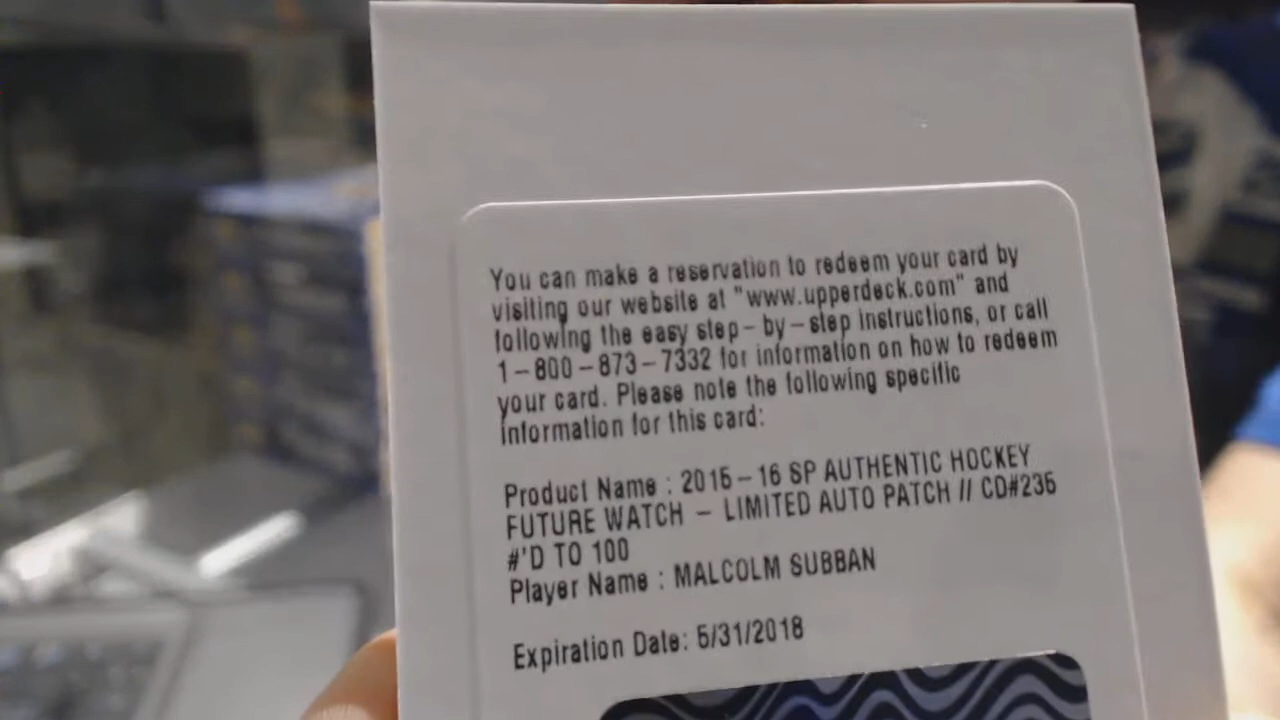 You can make a reservation to redeem your card by
visiting our website at "www.upperdeck.com" and
following the easy step-by-step instructions, or call
1-800-873-7332 for information on how to redeem
your card. Please note the following specific
information for this card:
Product Name : 2015-16 SP AUTHENTIC HOCKEY
FUTURE WATCH - LIMITED AUTO PATCH // CD#235
#'D TO 100
Player Name : MALCOLM SUBBAN
Expiration Date: 5/31/2018